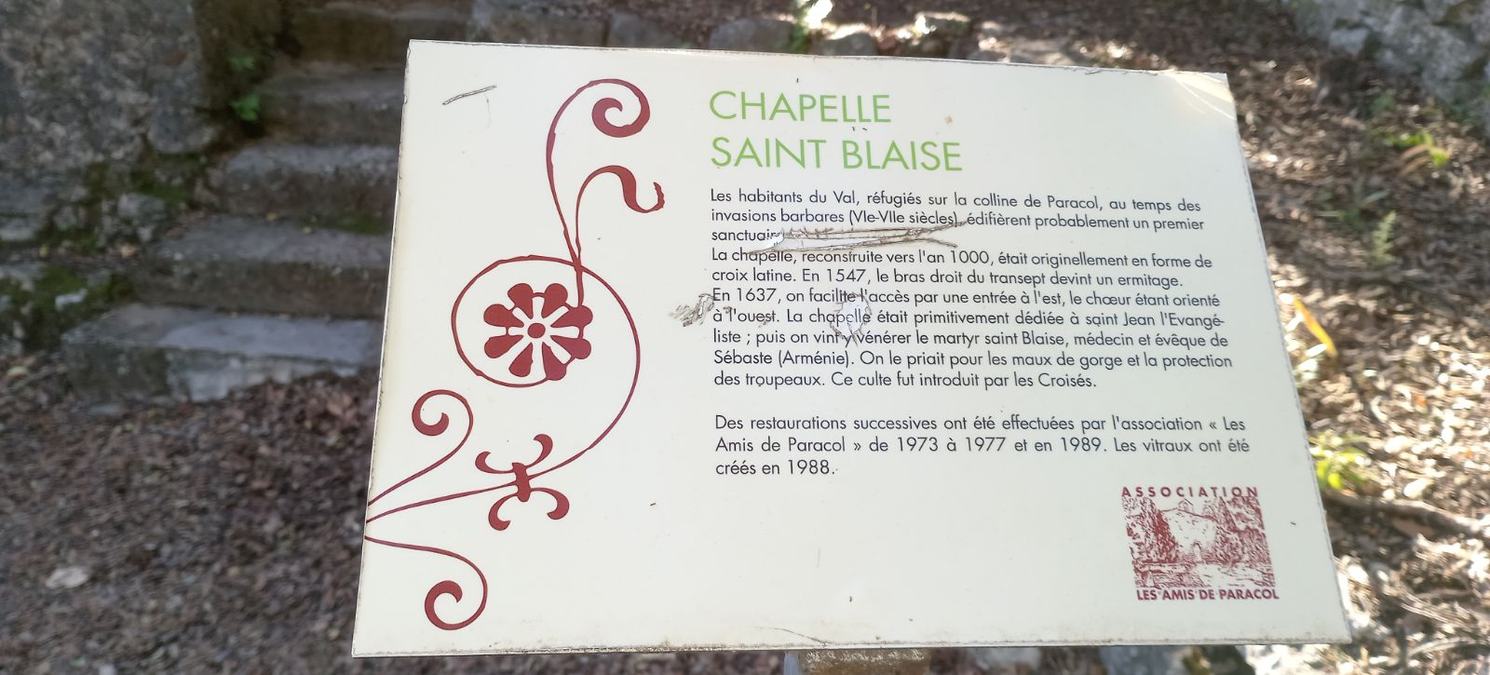 CHAPELLE
SAINT BLAISE
Les habitants du Val, réfugiés sur la colline de Paracol, au temps des
invasions barbares (VIe-VIIe siècles), édifièrent probablement un premier
sanctuaire
La chapelle, reconstruite vers l'an 1000, était originellement en forme de
croix latine. En 1547, le bras droit du transept devint un ermitage.
En 1637, on facilite l'accès par une entrée à l'est, le chœur étant orienté
à l'ouest. La chapelle était primitivement dédiée à saint Jean l'Evangé-
liste ; puis on vint y vénérer le martyr saint Blaise, médecin et évêque de
Sébaste (Arménie). On le priait pour les maux de gorge et la protection
des troupeaux. Ce culte fut introduit par les Croisés.
Des restaurations successives ont été effectuées par l'association « Les
Amis de Paracol » de 1973 à 1977 et en 1989. Les vitraux ont été
créés en 1988.
ASSOCIATION
LES AMIS DE PARACOL